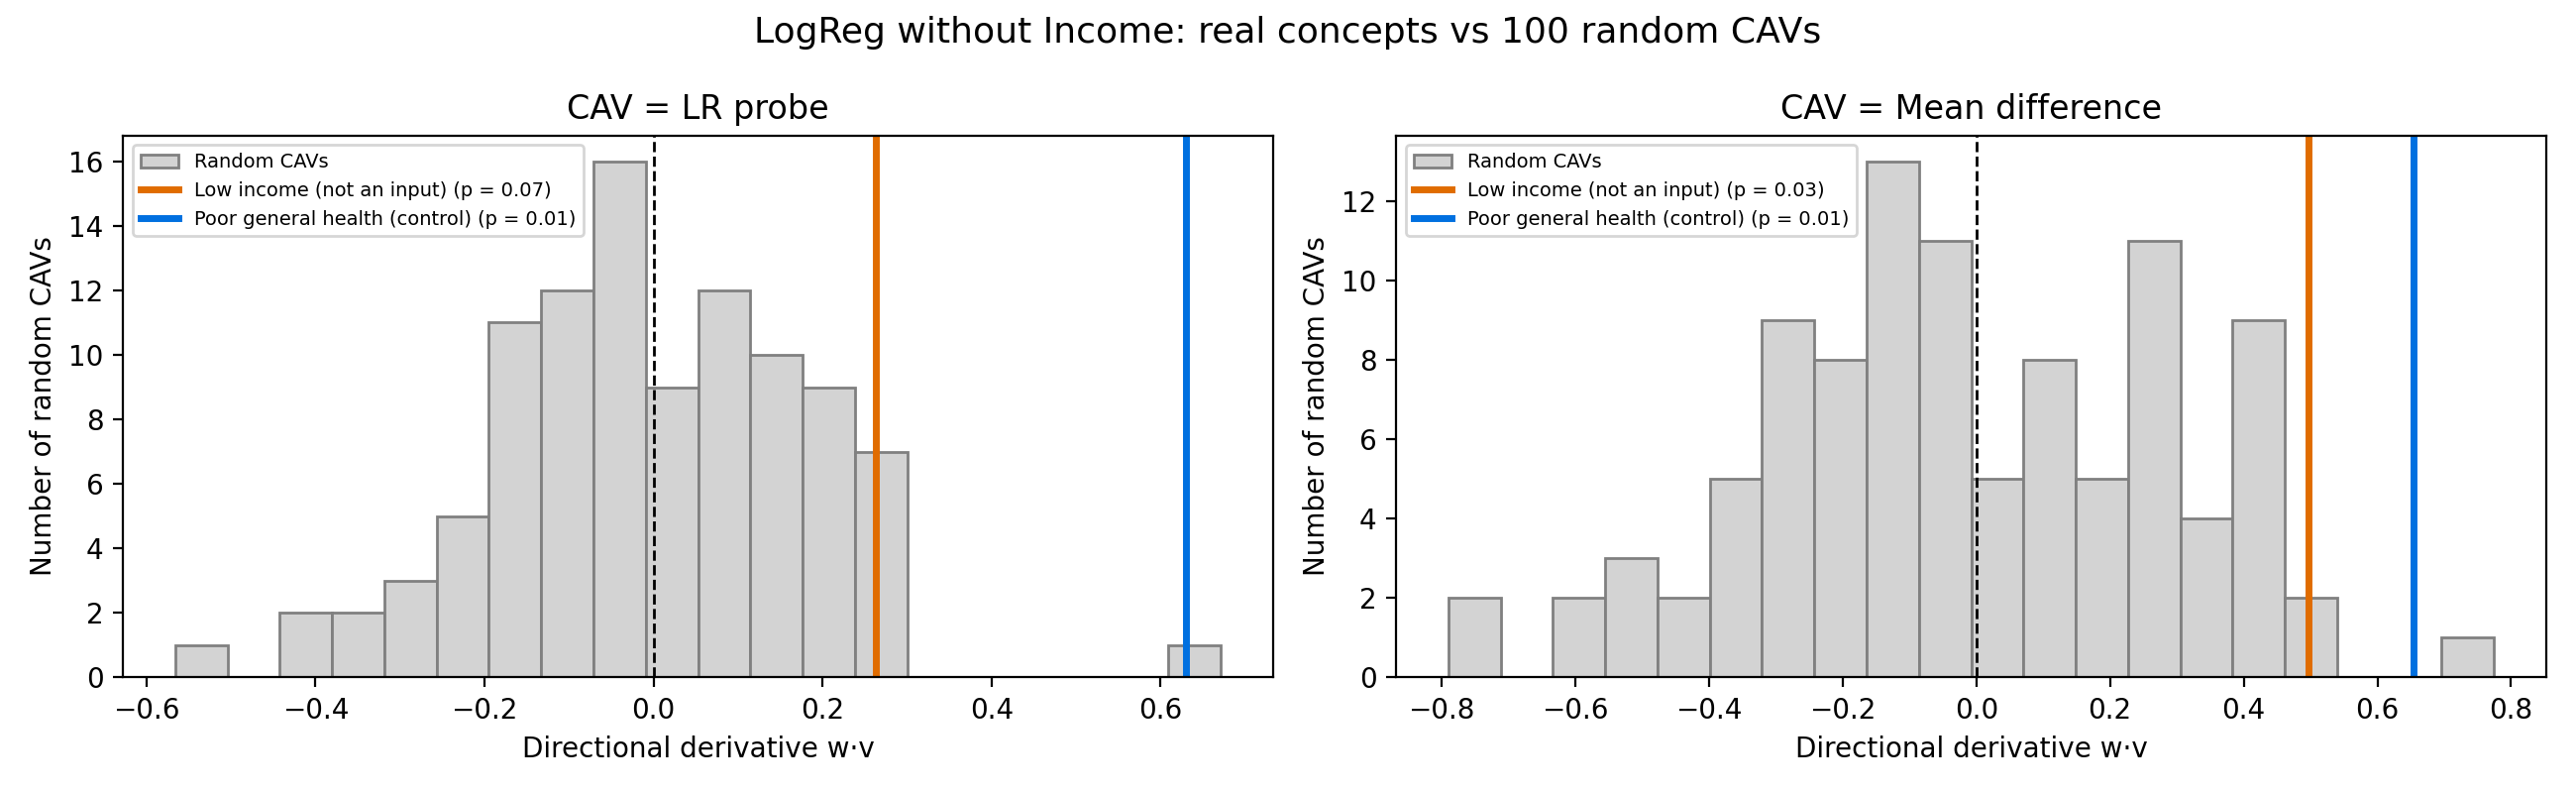 LogReg without Income: real concepts vs 100 random CAVs
CAV = LR probe
Number of random CAVs
16
14
12
10
8
6
4
2
0
Random CAVs
Low income (not an input) (p = 0.07)
Poor general health (control) (p = 0.01)
−0.6 −0.4 −0.2 0.0 0.2 0.4 0.6
Directional derivative w·v
CAV = Mean difference
Number of random CAVs
12
10
8
6
4
2
0
Random CAVs
Low income (not an input) (p = 0.03)
Poor general health (control) (p = 0.01)
−0.8 −0.6 −0.4 −0.2 0.0 0.2 0.4 0.6 0.8
Directional derivative w·v